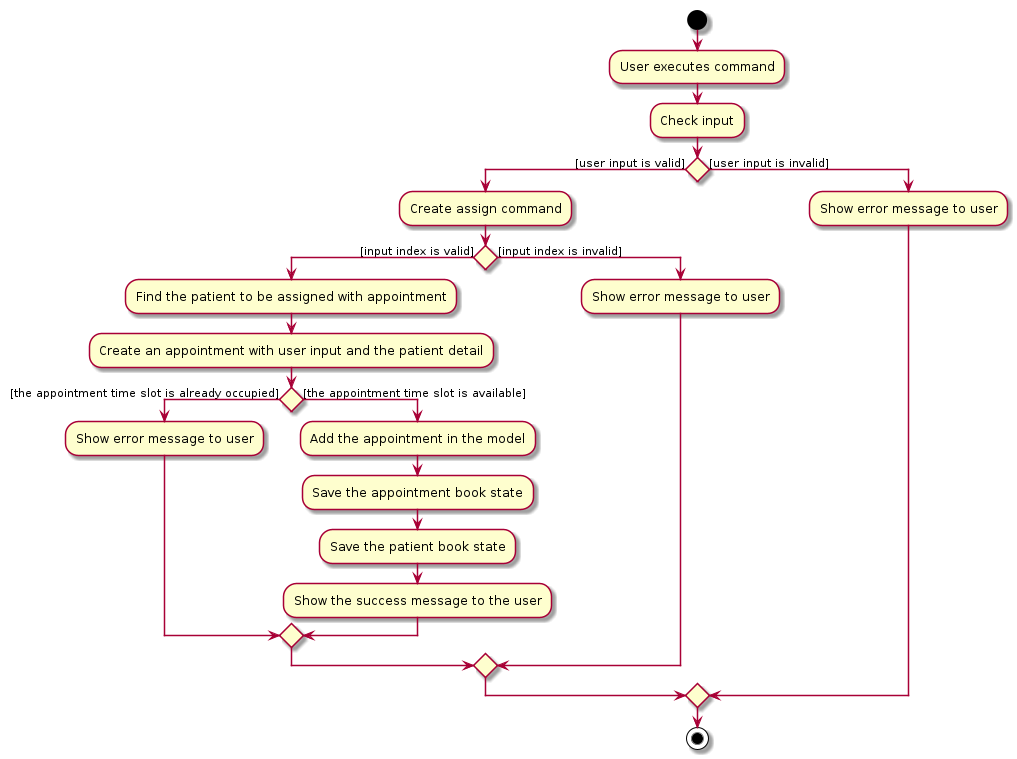 User executes command
Check input
[user input is valid]
[user input is invalid]
Create assign command
Show error message to user
[input index is valid]
[input index is invalid]
Find the patient to be assigned with appointment
Show error message to user
Create an appointment with user input and the patient detail
[the appointment time slot is already occupied]
[the appointment time slot is available]
Show error message to user
Add the appointment in the model
Save the appointment book state
Save the patient book state
Show the success message to the user